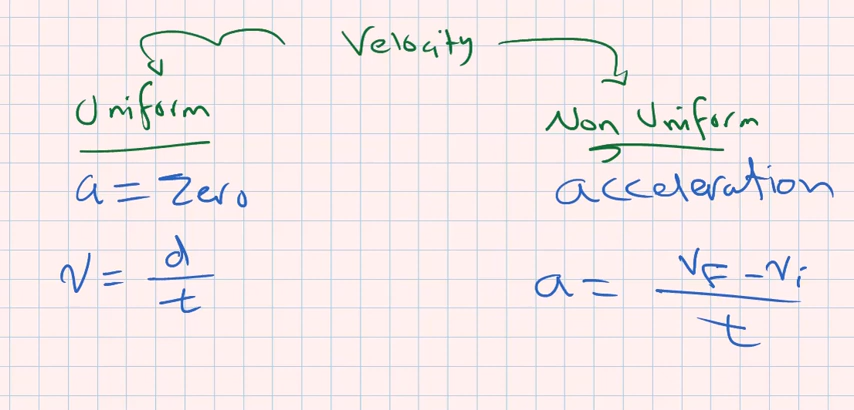 Velocity
Uniform
Non Uniform
a = Zero
acceleration
V = d/t
a = (VF - Vi)/t